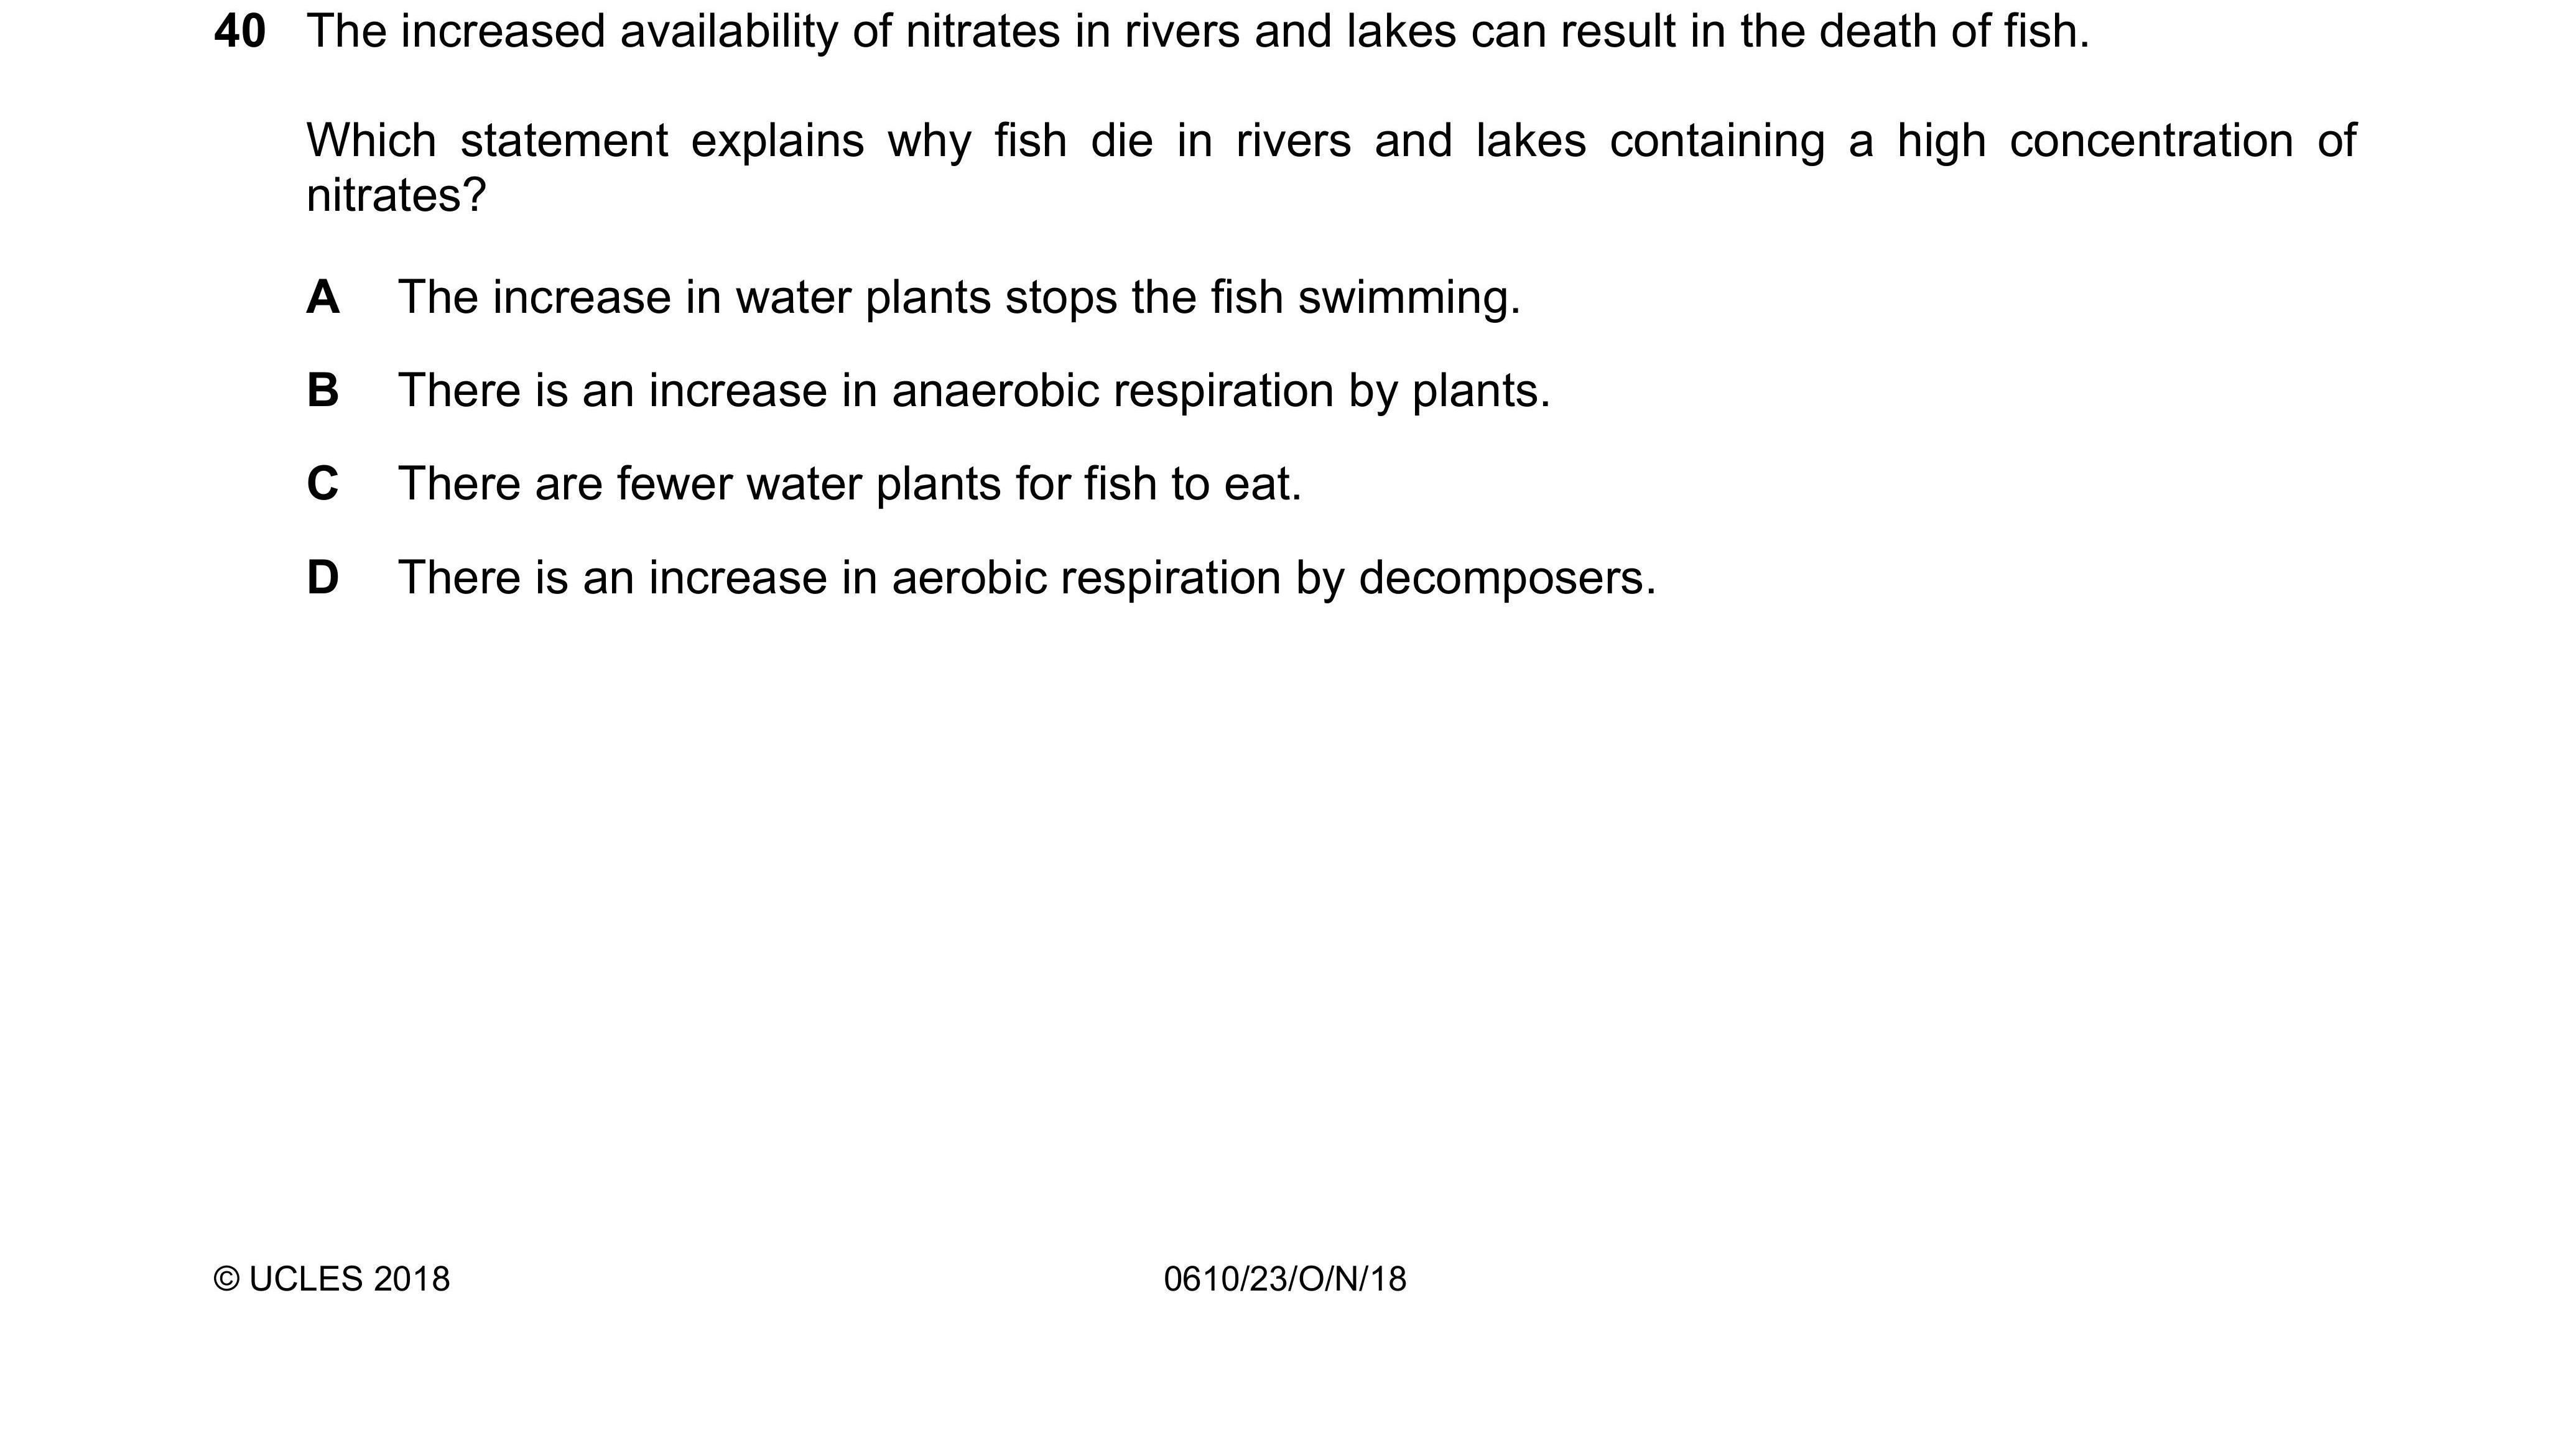 40 The increased availability of nitrates in rivers and lakes can result in the death of fish.
Which statement explains why fish die in rivers and lakes containing a high concentration of
nitrates?
A The increase in water plants stops the fish swimming.
B There is an increase in anaerobic respiration by plants.
C There are fewer water plants for fish to eat.
D There is an increase in aerobic respiration by decomposers.
© UCLES 2018 0610/23/O/N/18